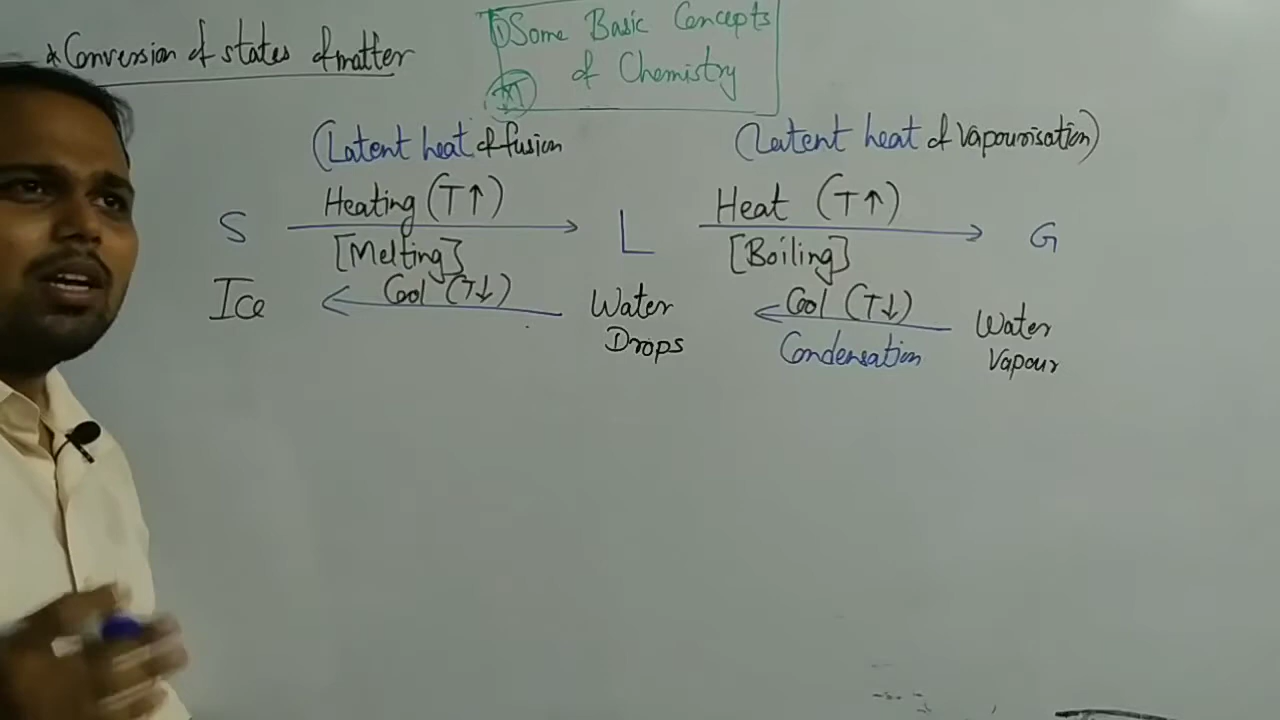 * Conversion of states of matter
① Some Basic Concepts
of Chemistry
(Latent heat of fusion
(Latent heat of Vapourisation)
Heating (T↑)
Heat (T↑)
S
L
G
[Melting]
[Boiling]
Ice
Cool (T↓)
Water
Drops
Cool (T↓)
Condensation
Water
Vapour